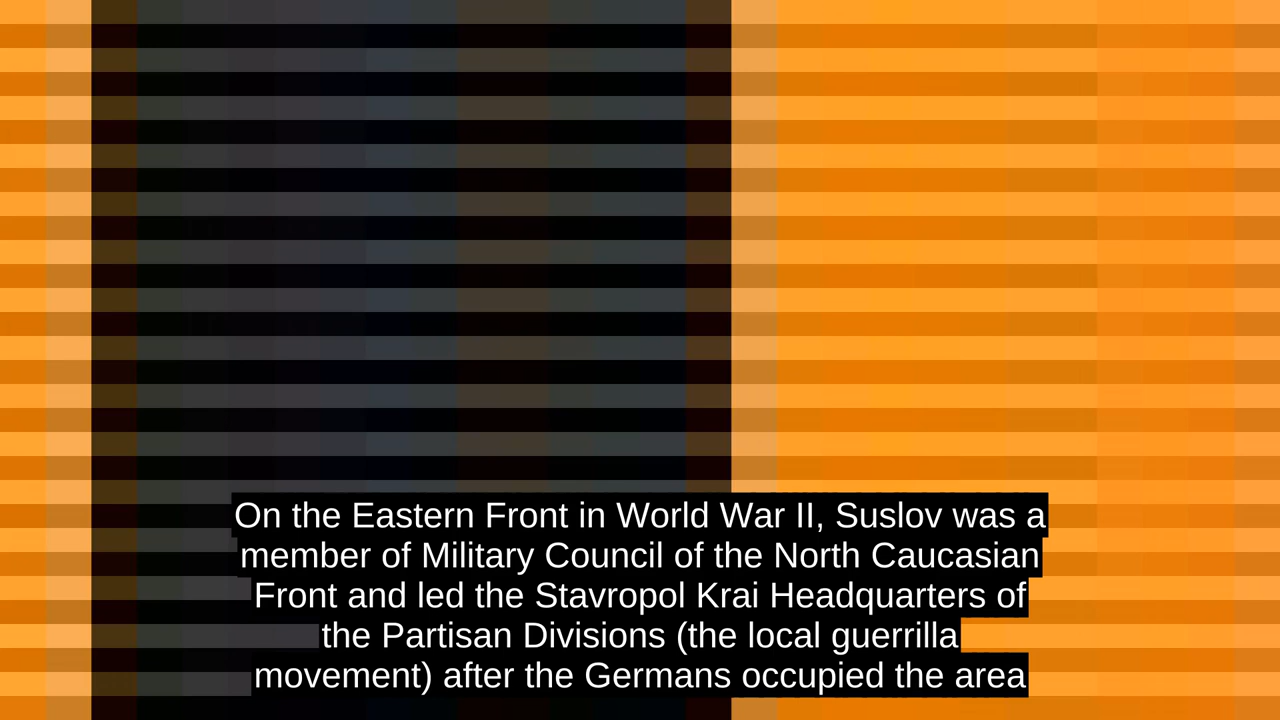 On the Eastern Front in World War II, Suslov was a
member of Military Council of the North Caucasian
Front and led the Stavropol Krai Headquarters of
the Partisan Divisions (the local guerrilla
movement) after the Germans occupied the area